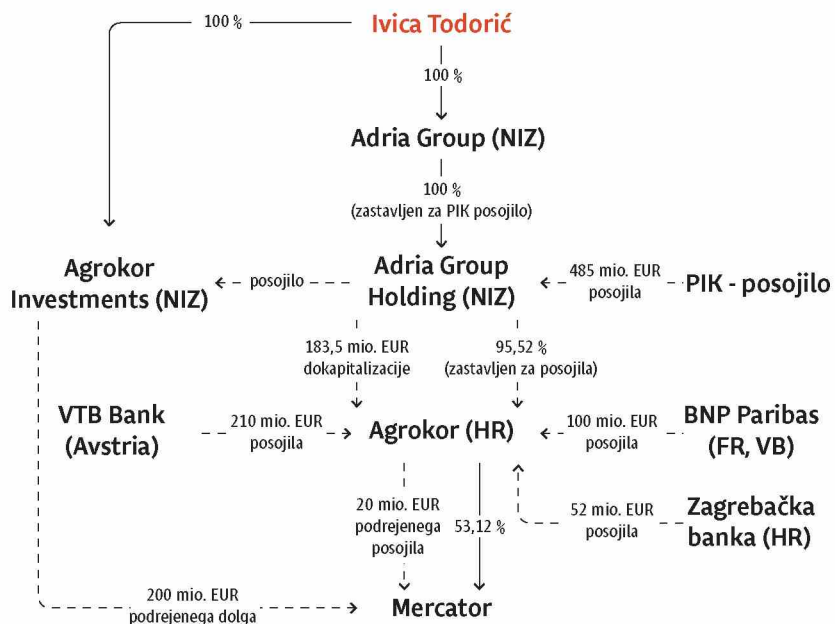 100 %
Ivica Todorić
100 %
Adria Group (NIZ)
100 %
(zastavljen za PIK posojilo)
Agrokor
Investments (NIZ)
posojilo
Adria Group
Holding (NIZ)
485 mio. EUR
posojila
PIK - posojilo
183,5 mio. EUR
dokapitalizacije
95,52 %
(zastavljen za posojila)
VTB Bank
(Avstria)
210 mio. EUR
posojila
Agrokor (HR)
100 mio. EUR
posojila
BNP Paribas
(FR, VB)
20 mio. EUR
podrejenega
posojila
53,12 %
52 mio. EUR
posojila
Zagrebačka
banka (HR)
200 mio. EUR
podrejenega dolga
Mercator